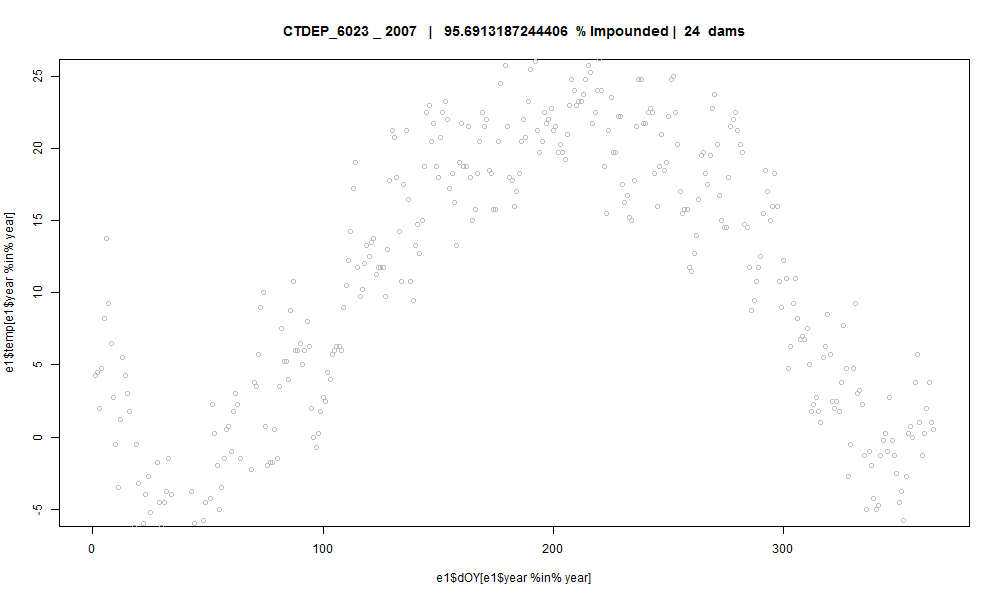 CTDEP_6023 _ 2007 | 95.6913187244406 % Impounded | 24 dams
e1$temp[e1$year %in% year]
25
20
15
10
5
0
-5
0 100 200 300
e1$dOY[e1$year %in% year]